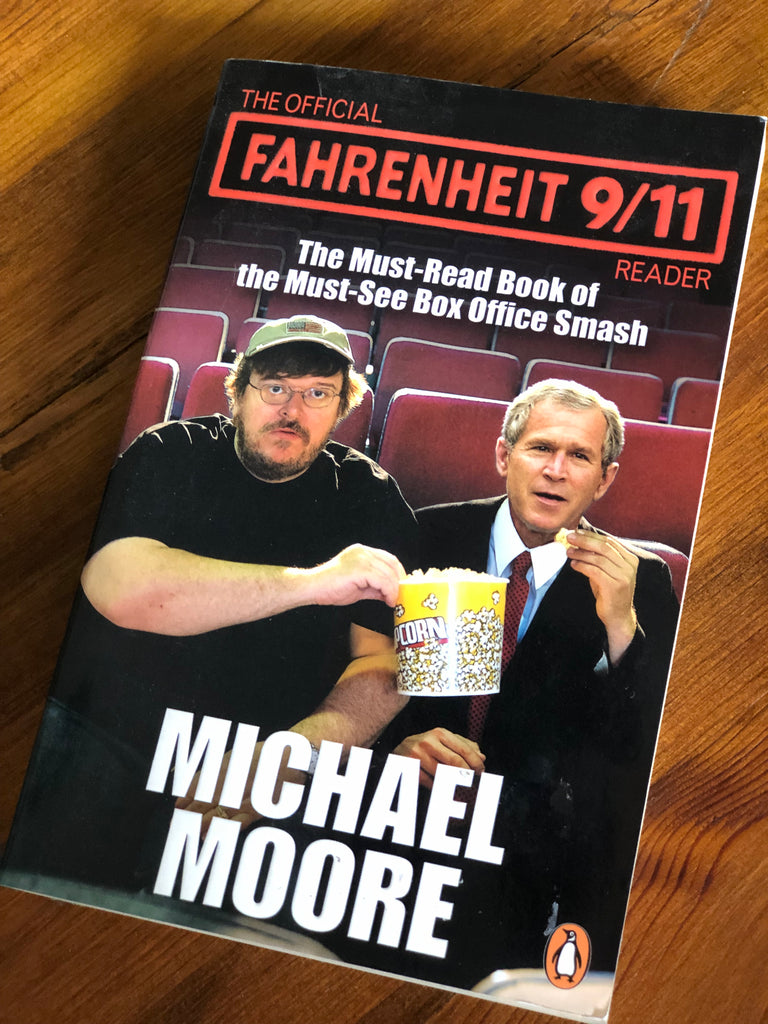 THE OFFICIAL
FAHRENHEIT 9/11
READER
The Must-Read Book of
the Must-See Box Office Smash
PCORN
MICHAEL
MOORE